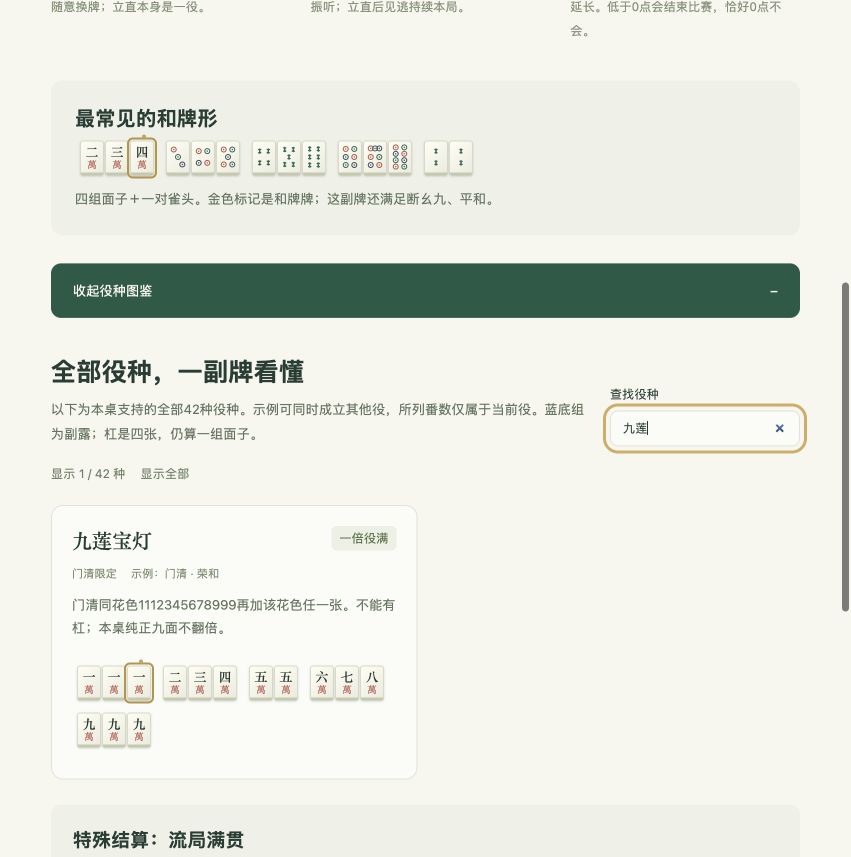 随意换牌；立直本身是一役。
振听；立直后见逃持续本局。
延长。低于0点会结束比赛，恰好0点不
会。
最常见的和牌形
二 三 四
萬 萬 萬
四组面子＋一对雀头。金色标记是和牌牌；这副牌还满足断幺九、平和。
收起役种图鉴 −
全部役种，一副牌看懂
以下为本桌支持的全部42种役种。示例可同时成立其他役，所列番数仅属于当前役。蓝底组
为副露；杠是四张，仍算一组面子。
查找役种
九莲 ×
显示 1 / 42 种 显示全部
九莲宝灯 一倍役满
门清限定 示例：门清 · 荣和
门清同花色1112345678999再加该花色任一张。不能有
杠；本桌纯正九面不翻倍。
一 一 一 二 三 四 五 五 六 七 八
萬 萬 萬 萬 萬 萬 萬 萬 萬 萬 萬
九 九 九
萬 萬 萬
特殊结算：流局满贯